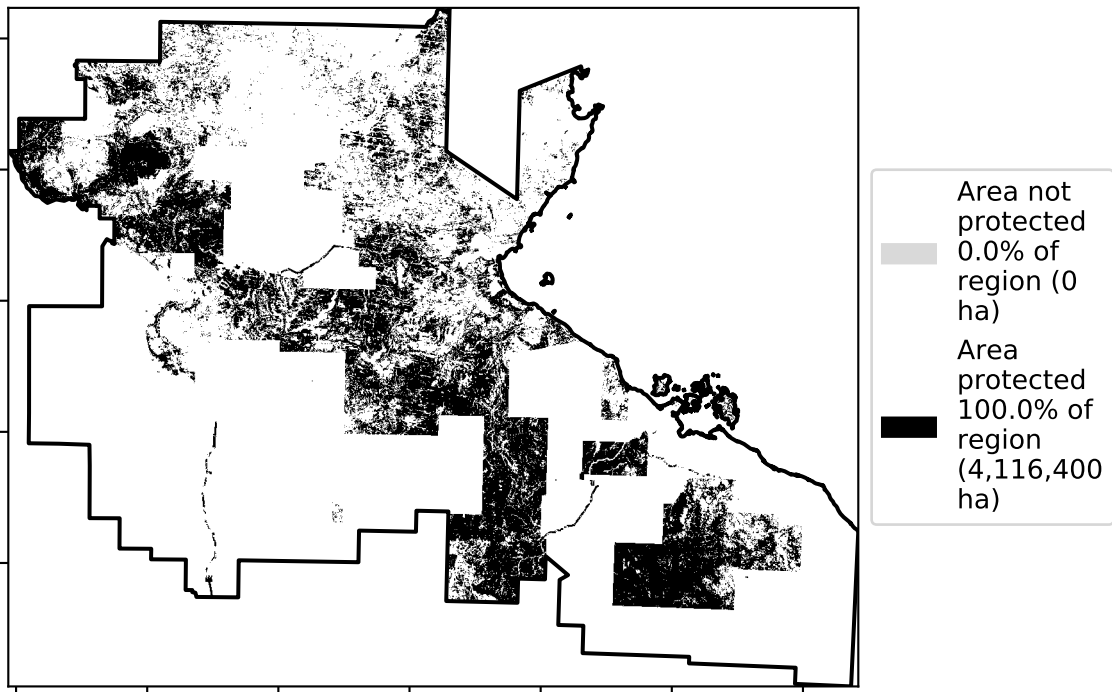 Area not
protected
0.0% of
region (0
ha)
Area
protected
100.0% of
region
(4,116,400
ha)